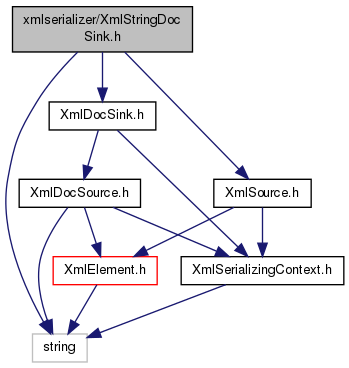 xmlserializer/XmlStringDoc
Sink.h
XmlDocSink.h
XmlDocSource.h
XmlSource.h
XmlElement.h
XmlSerializingContext.h
string